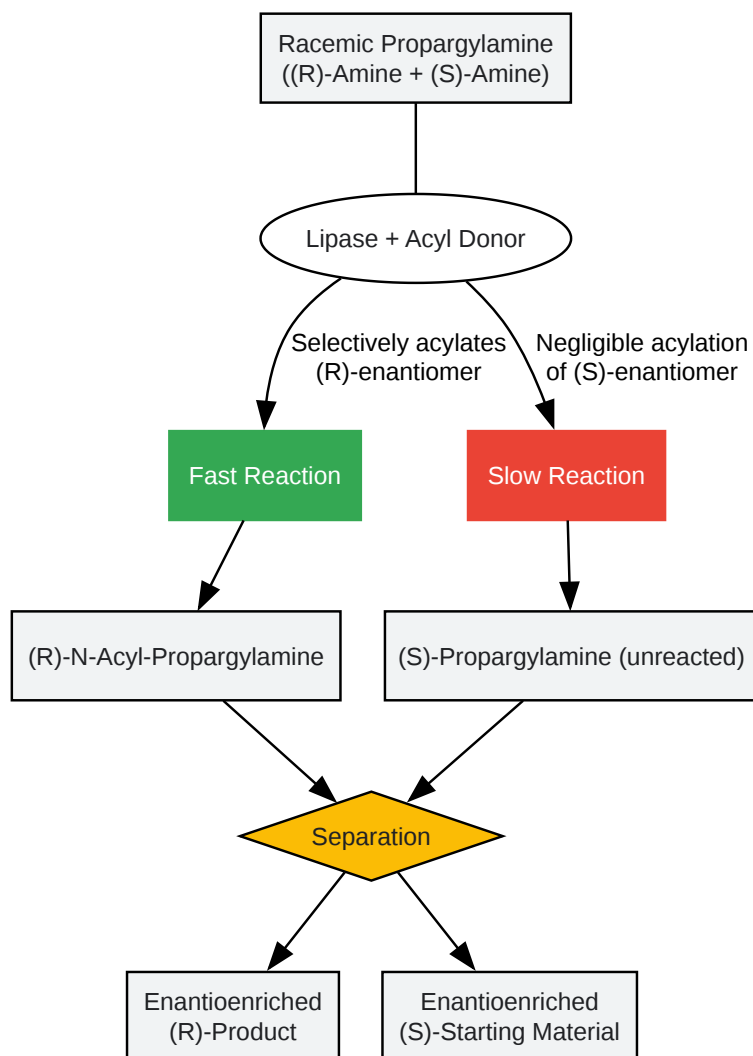 Racemic Propargylamine
((R)-Amine + (S)-Amine)
Lipase + Acyl Donor
Selectively acylates
(R)-enantiomer
Negligible acylation
of (S)-enantiomer
Fast Reaction
Slow Reaction
(R)-N-Acyl-Propargylamine
(S)-Propargylamine (unreacted)
Separation
Enantioenriched
(R)-Product
Enantioenriched
(S)-Starting Material